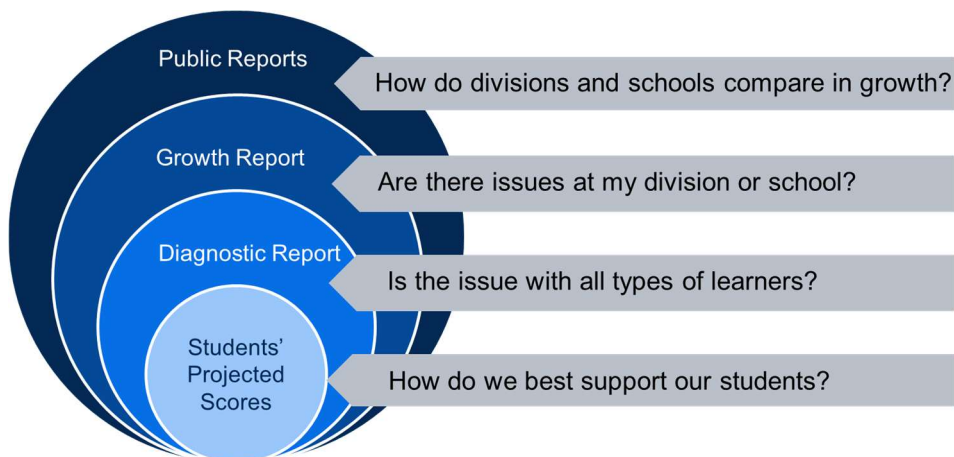 Public Reports
How do divisions and schools compare in growth?
Growth Report
Are there issues at my division or school?
Diagnostic Report
Is the issue with all types of learners?
Students’
Projected
Scores
How do we best support our students?